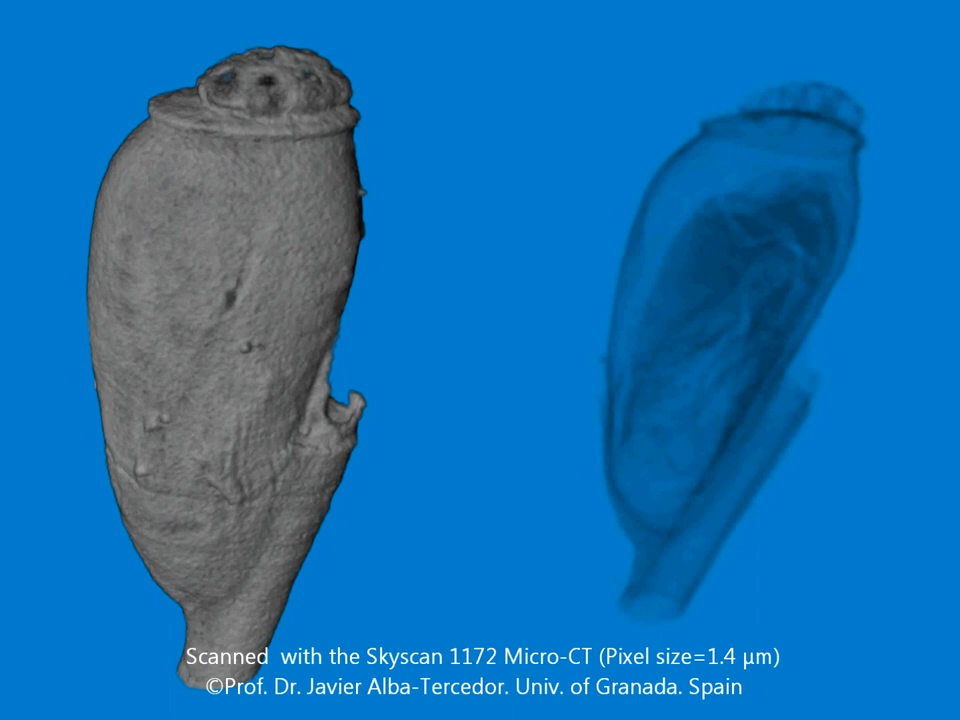 Scanned  with the Skyscan 1172 Micro-CT (Pixel size=1.4 µm)
©Prof. Dr. Javier Alba-Tercedor. Univ. of Granada. Spain